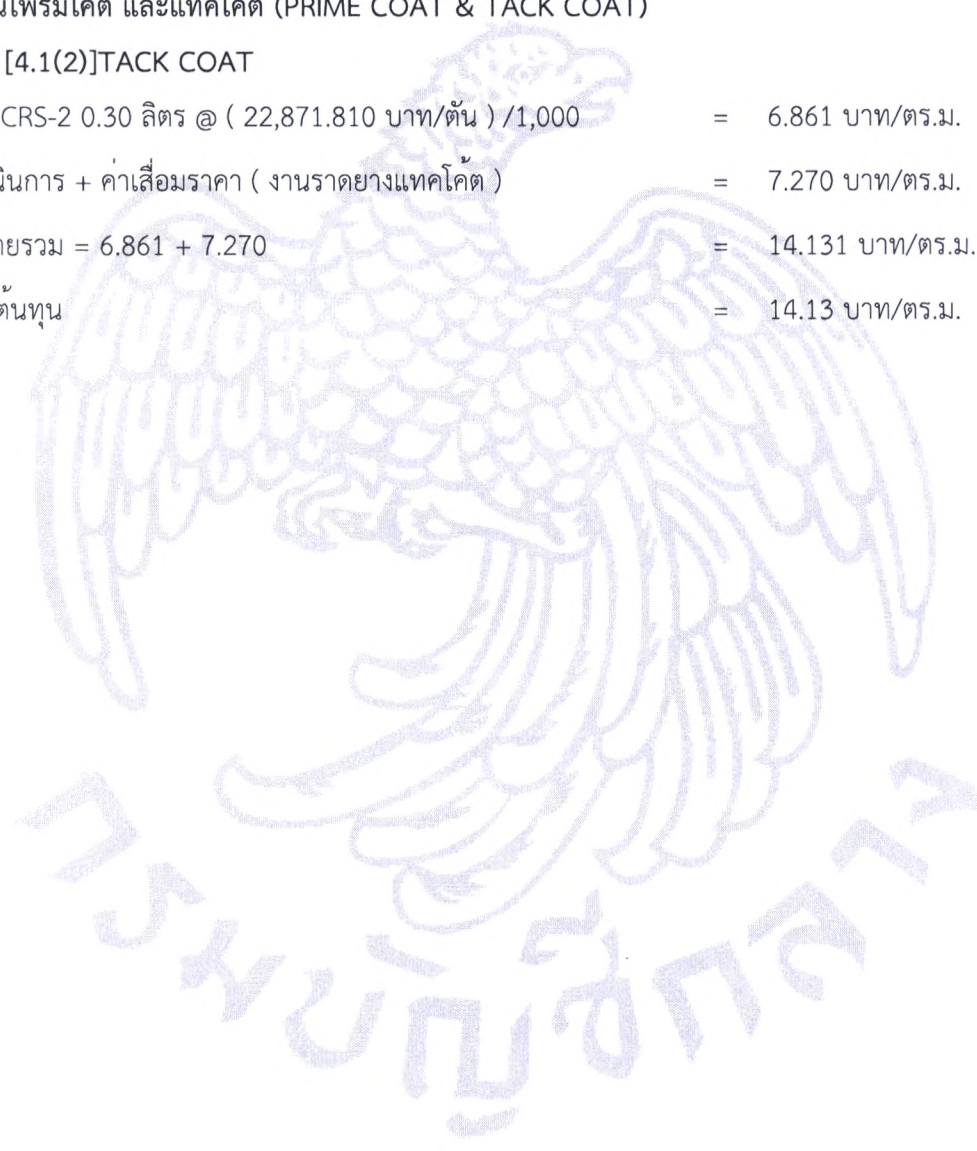 นไพรม์โค้ต และแทคโค้ต (PRIME COAT & TACK COAT)
[4.1(2)]TACK COAT
CRS-2 0.30 ลิตร @ ( 22,871.810 บาท/ตัน ) /1,000 = 6.861 บาท/ตร.ม.
นินการ + ค่าเสื่อมราคา ( งานราดยางแทคโค้ต ) = 7.270 บาท/ตร.ม.
ายรวม = 6.861 + 7.270 = 14.131 บาท/ตร.ม.
ต้นทุน = 14.13 บาท/ตร.ม.
กรมบัญชีกลาง